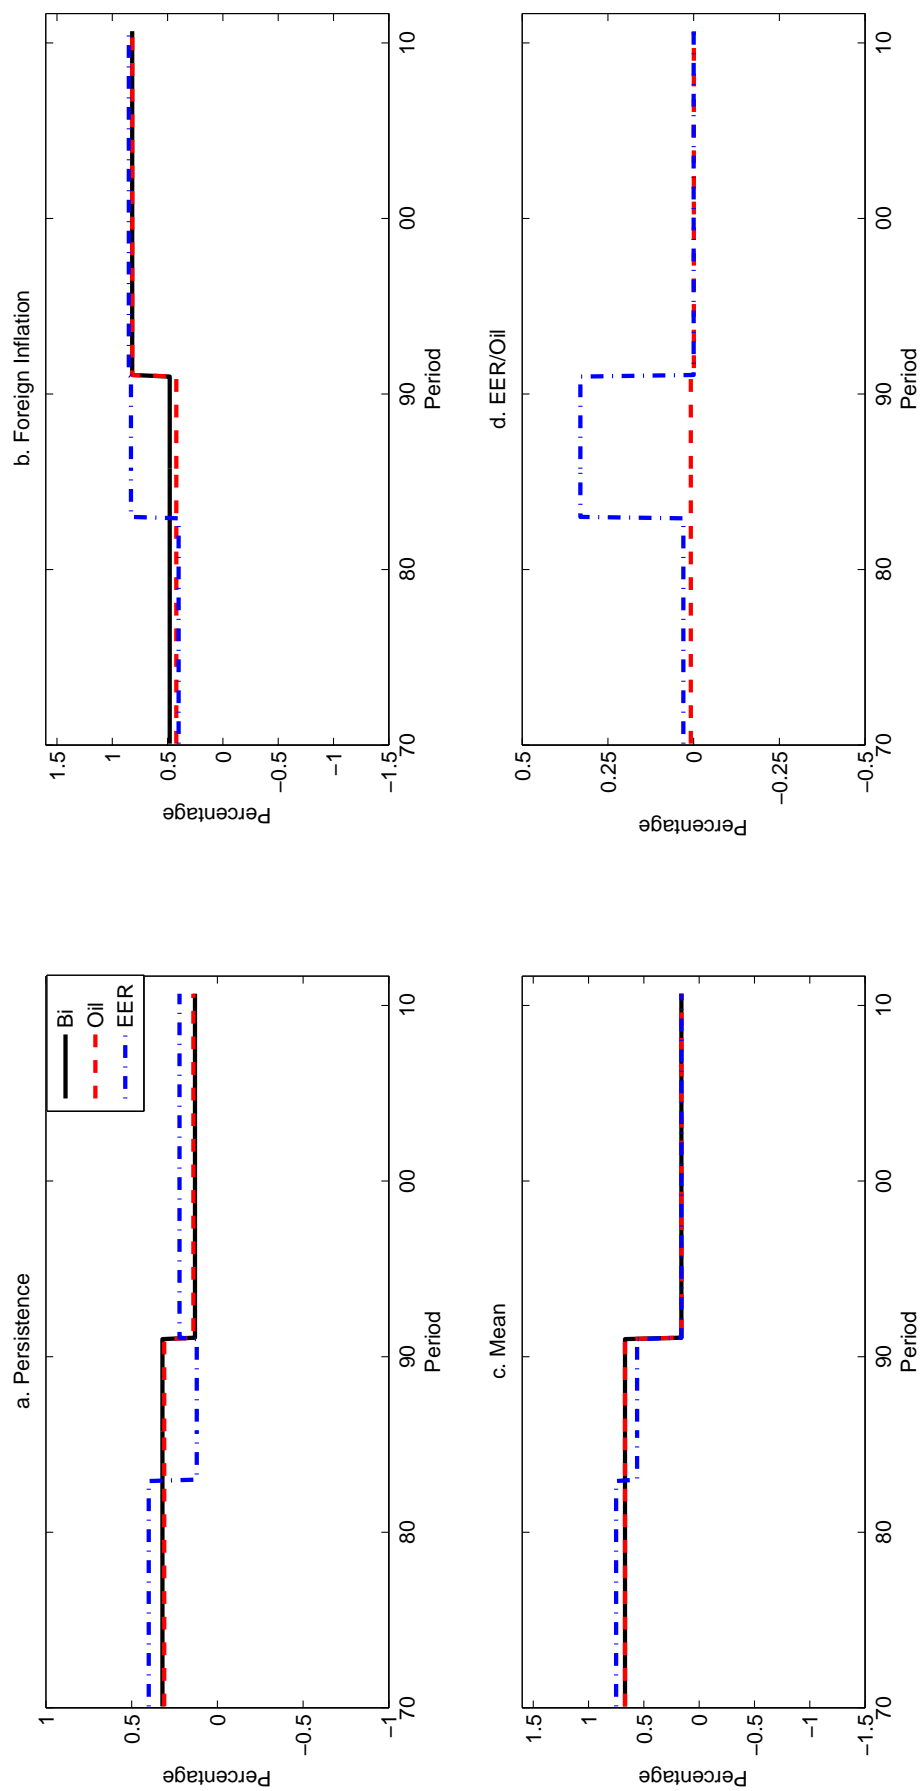 a. Persistence
1
0.5
0
−0.5
−1
Percentage
70
80
90
00
10
Period
Bi
Oil
EER
b. Foreign Inflation
1.5
1
0.5
0
−0.5
−1
−1.5
Percentage
70
80
90
00
10
Period
c. Mean
1.5
1
0.5
0
−0.5
−1
−1.5
Percentage
70
80
90
00
10
Period
d. EER/Oil
0.5
0.25
0
−0.25
−0.5
Percentage
70
80
90
00
10
Period